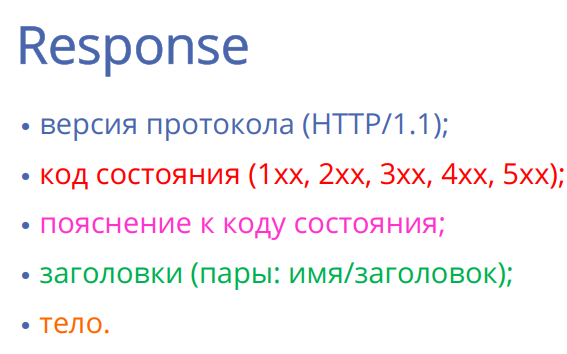 Response
• версия протокола (HTTP/1.1);
• код состояния (1xx, 2xx, 3xx, 4xx, 5xx);
• пояснение к коду состояния;
• заголовки (пары: имя/заголовок);
• тело.